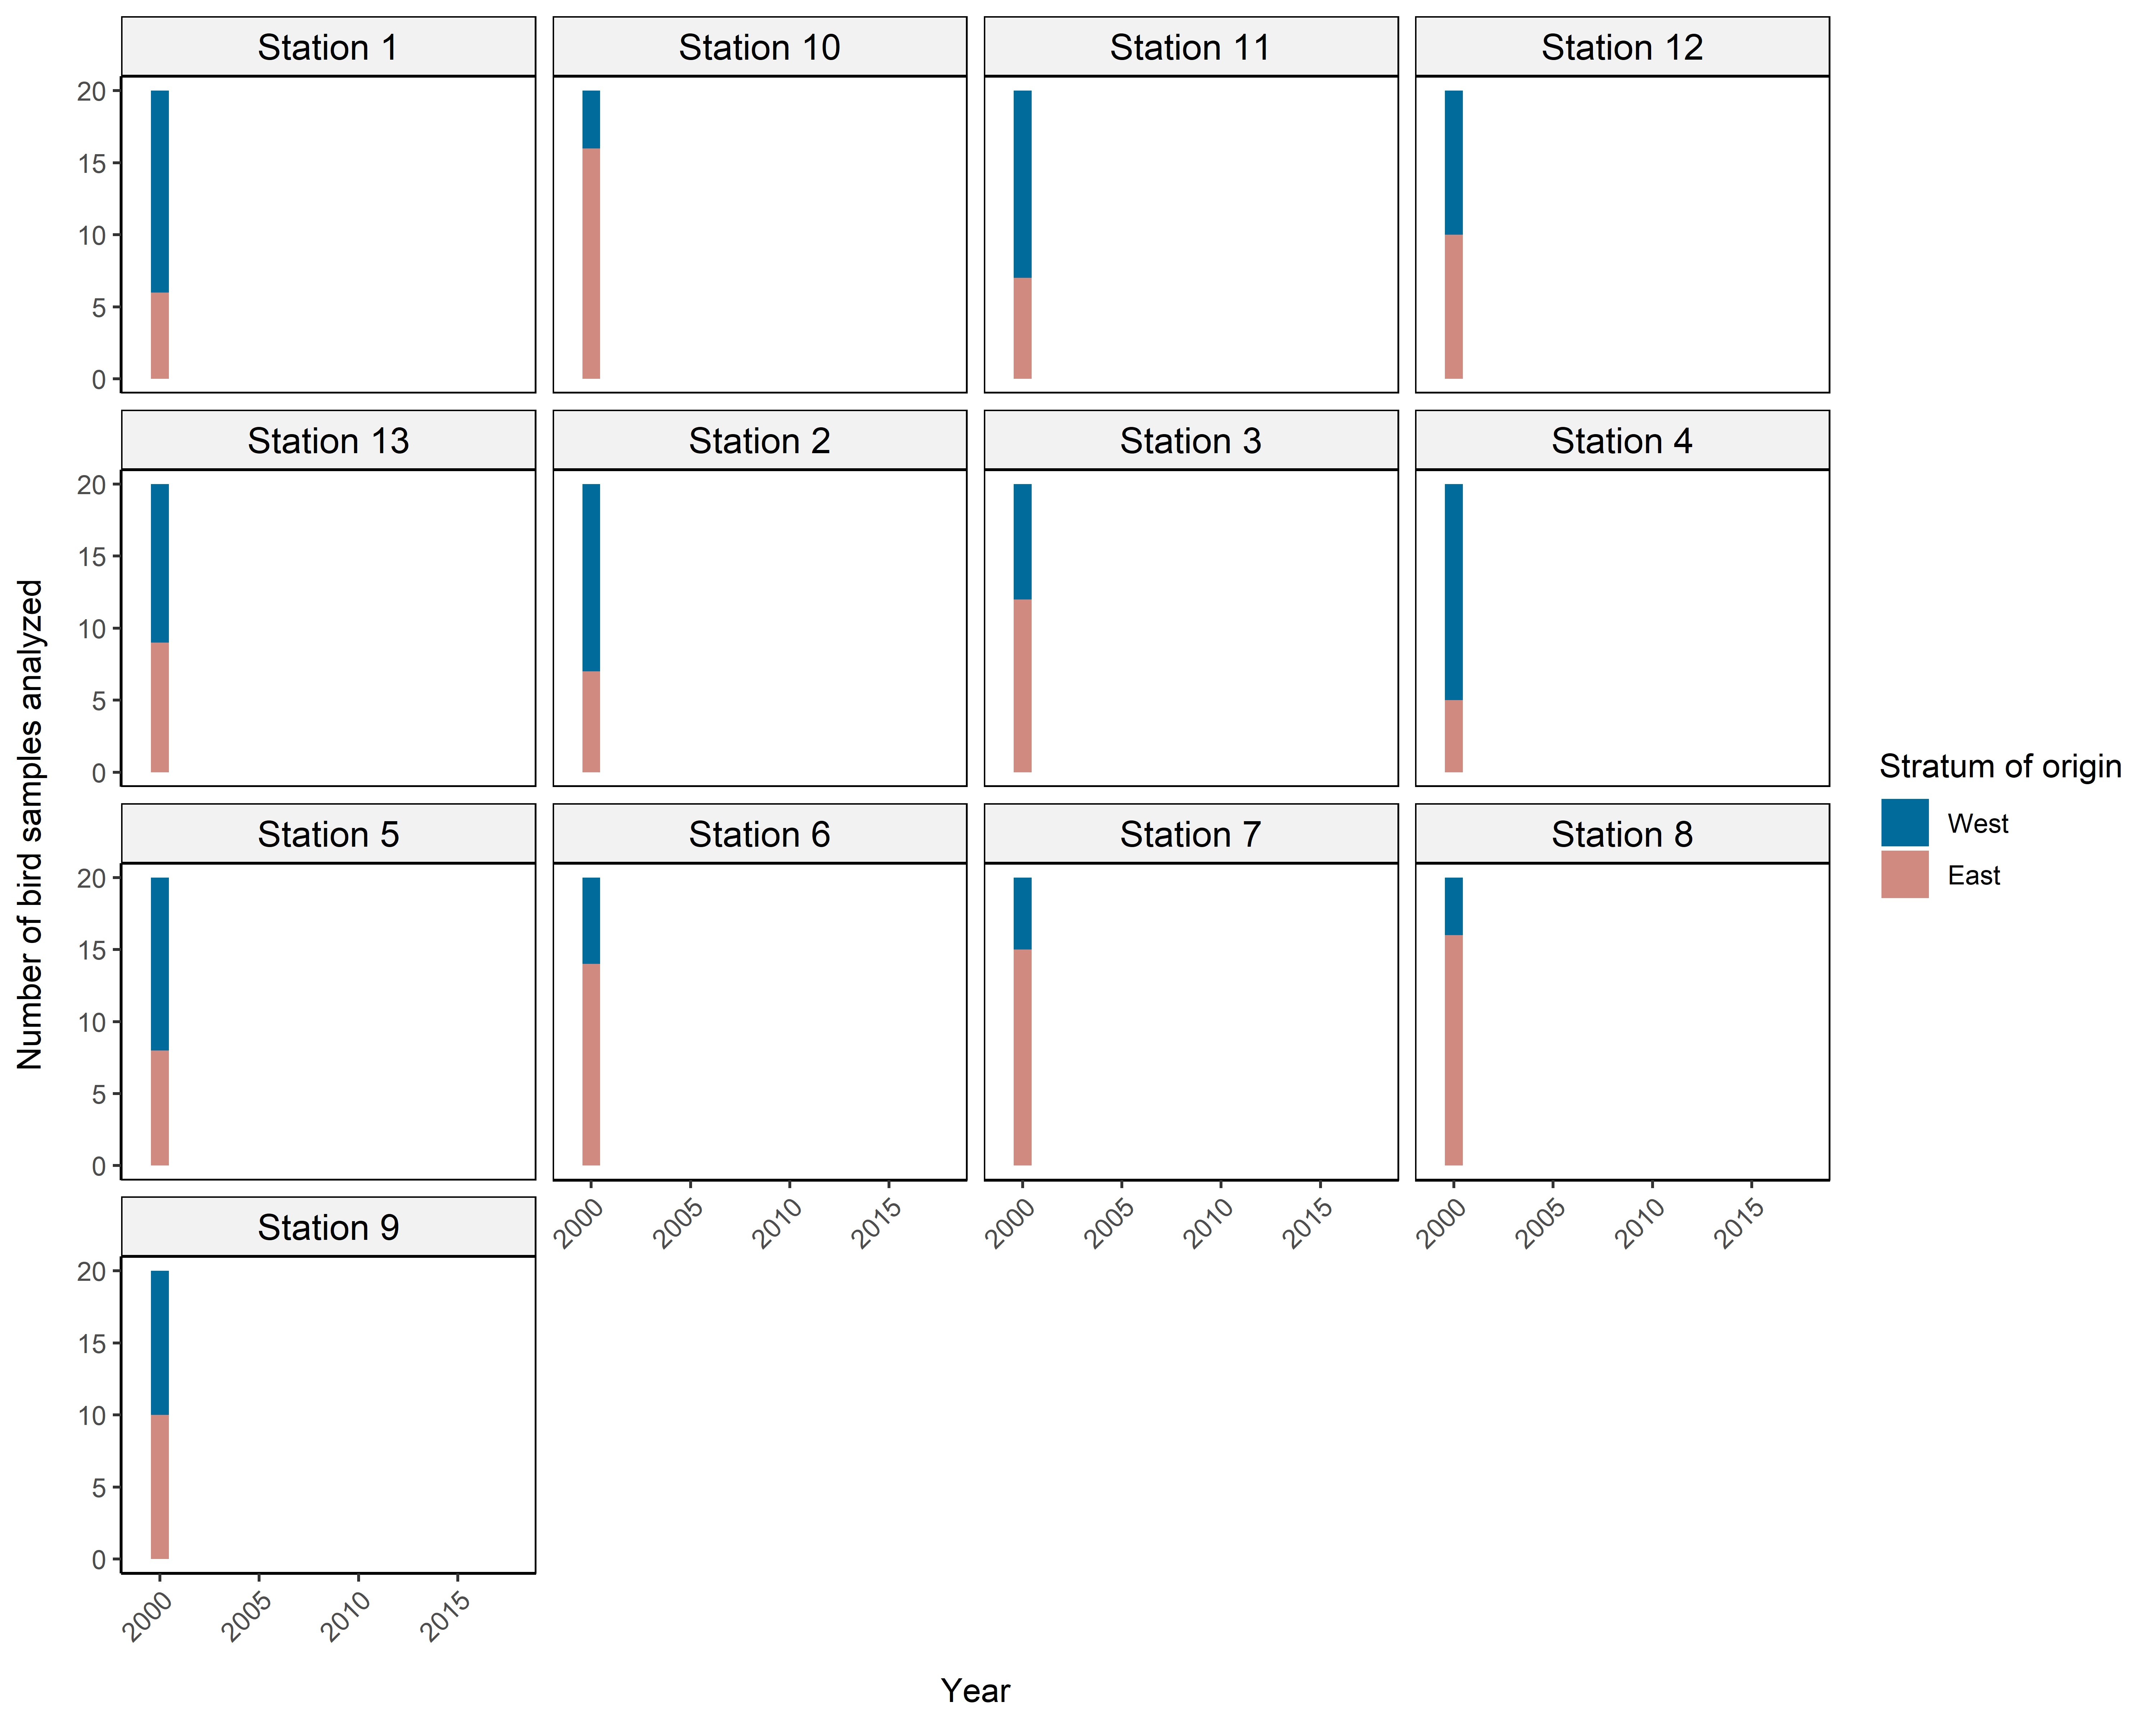 Station 1
Station 10
Station 11
Station 12
20
15
10
5
0
Station 13
Station 2
Station 3
Station 4
20
15
10
5
0
Number of bird samples analyzed
Stratum of origin
West
East
Station 5
Station 6
Station 7
Station 8
20
15
10
5
0
2000 2005 2010 2015
2000 2005 2010 2015
2000 2005 2010 2015
Station 9
20
15
10
5
0
2000 2005 2010 2015
Year